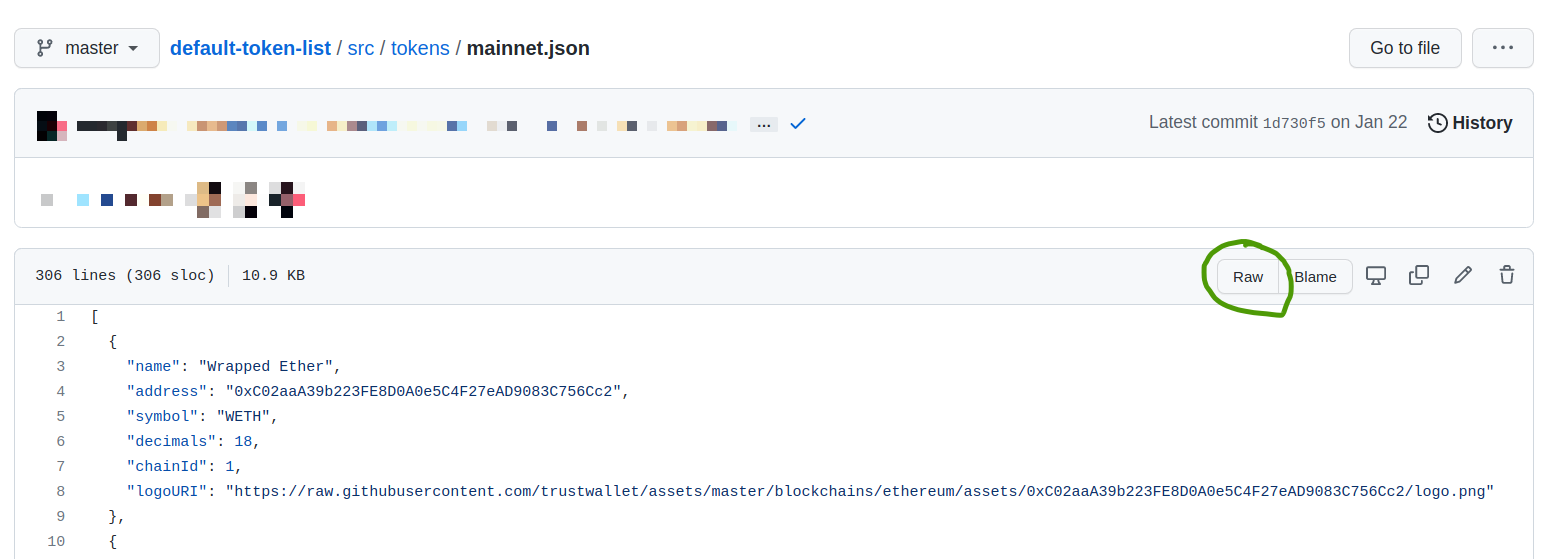 master default-token-list / src / tokens / mainnet.json Go to file ...
... Latest commit 1d730f5 on Jan 22 History
306 lines (306 sloc) 10.9 KB Raw Blame
1 [
2 {
3 "name": "Wrapped Ether",
4 "address": "0xC02aaA39b223FE8D0A0e5C4F27eAD9083C756Cc2",
5 "symbol": "WETH",
6 "decimals": 18,
7 "chainId": 1,
8 "logoURI": "https://raw.githubusercontent.com/trustwallet/assets/master/blockchains/ethereum/assets/0xC02aaA39b223FE8D0A0e5C4F27eAD9083C756Cc2/logo.png"
9 },
10 {